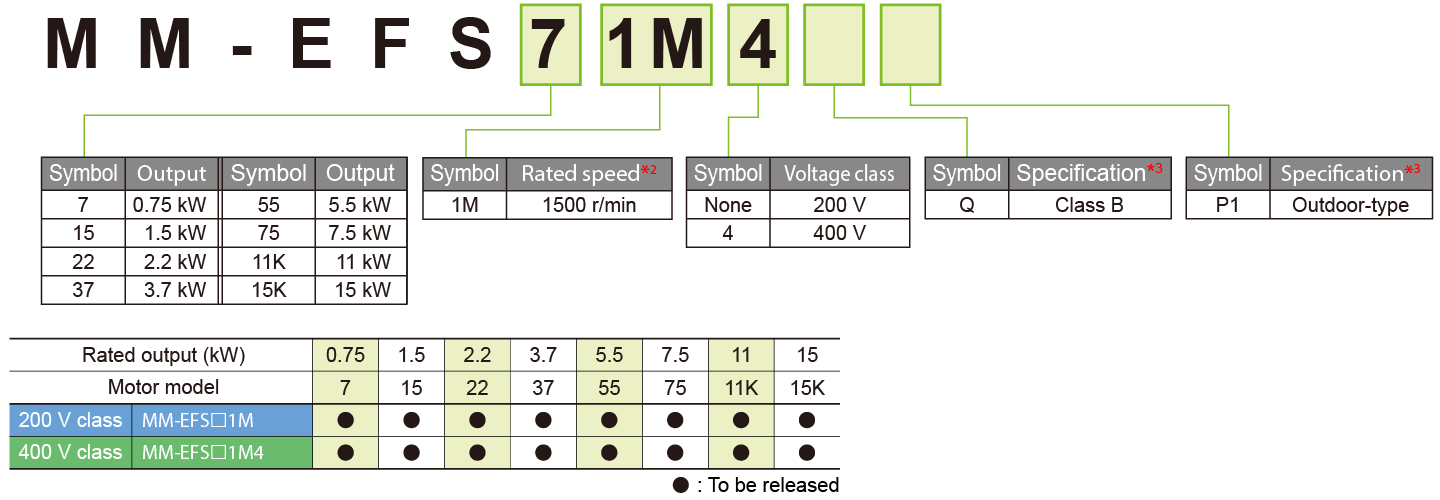 MM-EFS 7 1M 4
Symbol Output Symbol Output
7 0.75 kW 55 5.5 kW
15 1.5 kW 75 7.5 kW
22 2.2 kW 11K 11 kW
37 3.7 kW 15K 15 kW
Symbol Rated speed*2
1M 1500 r/min
Symbol Voltage class
None 200 V
4 400 V
Symbol Specification*3
Q Class B
Symbol Specification*3
P1 Outdoor-type
Rated output (kW) 0.75 1.5 2.2 3.7 5.5 7.5 11 15
Motor model 7 15 22 37 55 75 11K 15K
200 V class MM-EFS□1M ● ● ● ● ● ● ● ●
400 V class MM-EFS□1M4 ● ● ● ● ● ● ● ●
● : To be released